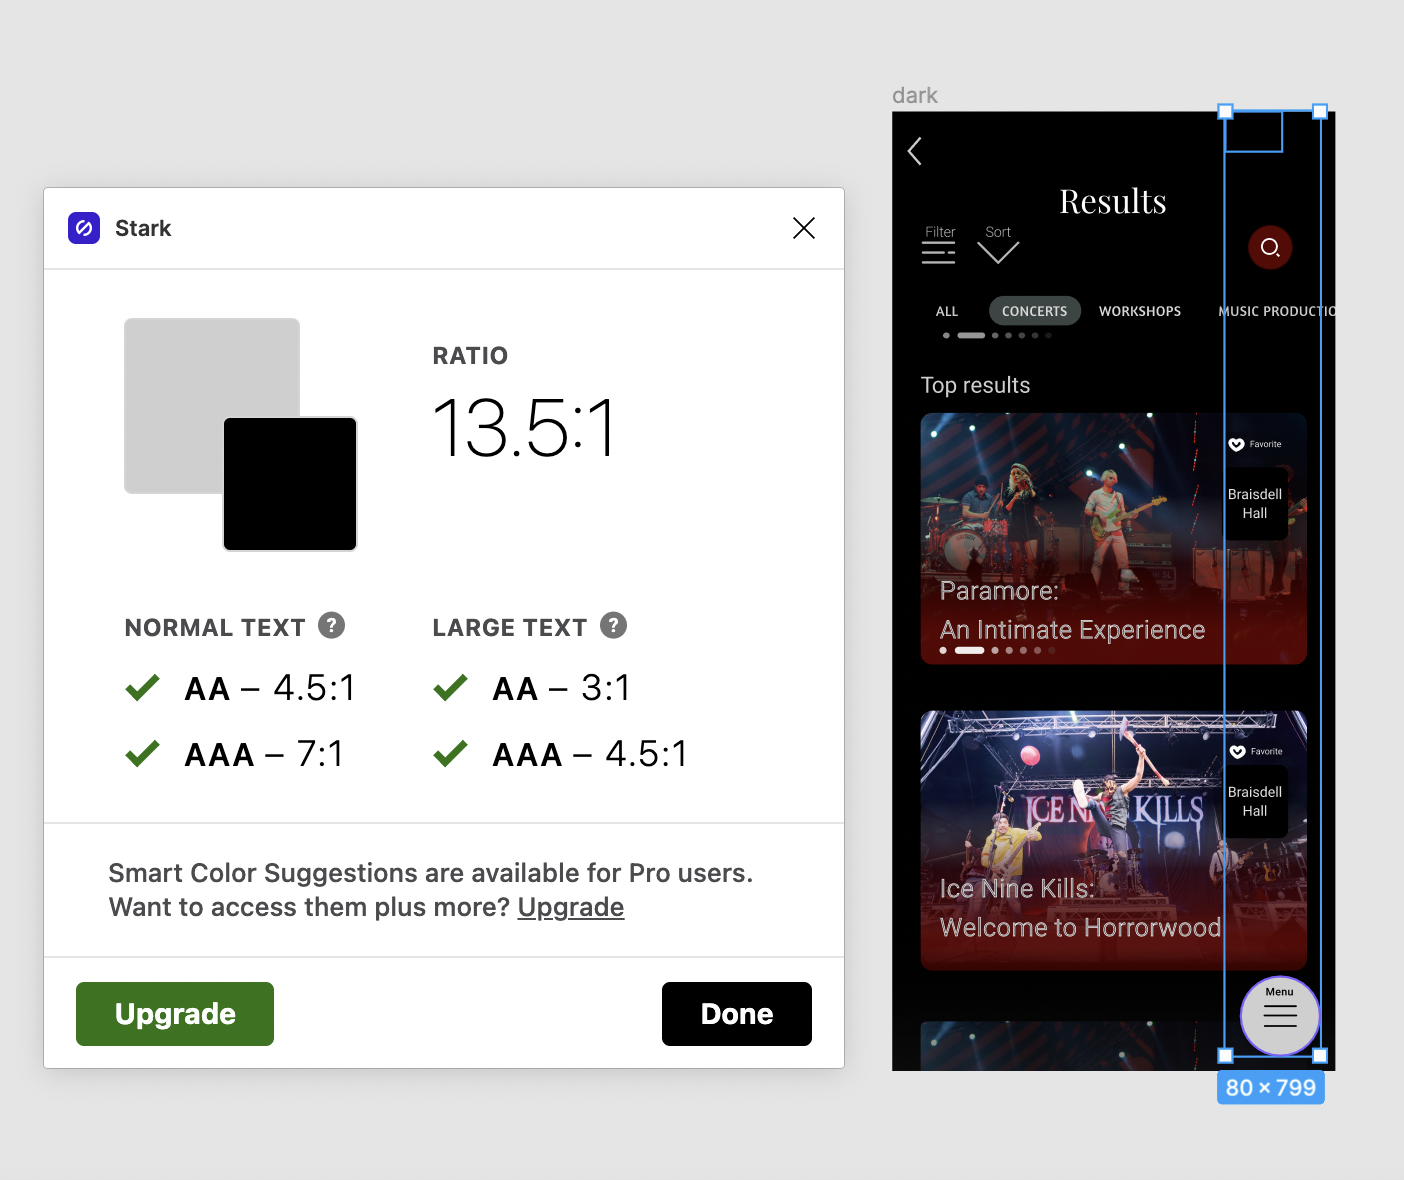 Stark
RATIO
13.5:1
NORMAL TEXT ?
AA – 4.5:1
AAA – 7:1
LARGE TEXT ?
AA – 3:1
AAA – 4.5:1
Smart Color Suggestions are available for Pro users.
Want to access them plus more? Upgrade
Upgrade
Done
dark
Results
Filter
Sort
ALL
CONCERTS
WORKSHOPS
MUSIC PRODUCTIO
Top results
Favorite
Braisdell
Hall
Paramore:
An Intimate Experience
Favorite
Braisdell
Hall
ICE NINE KILLS
Ice Nine Kills:
Welcome to Horrorwood
Menu
80 × 799